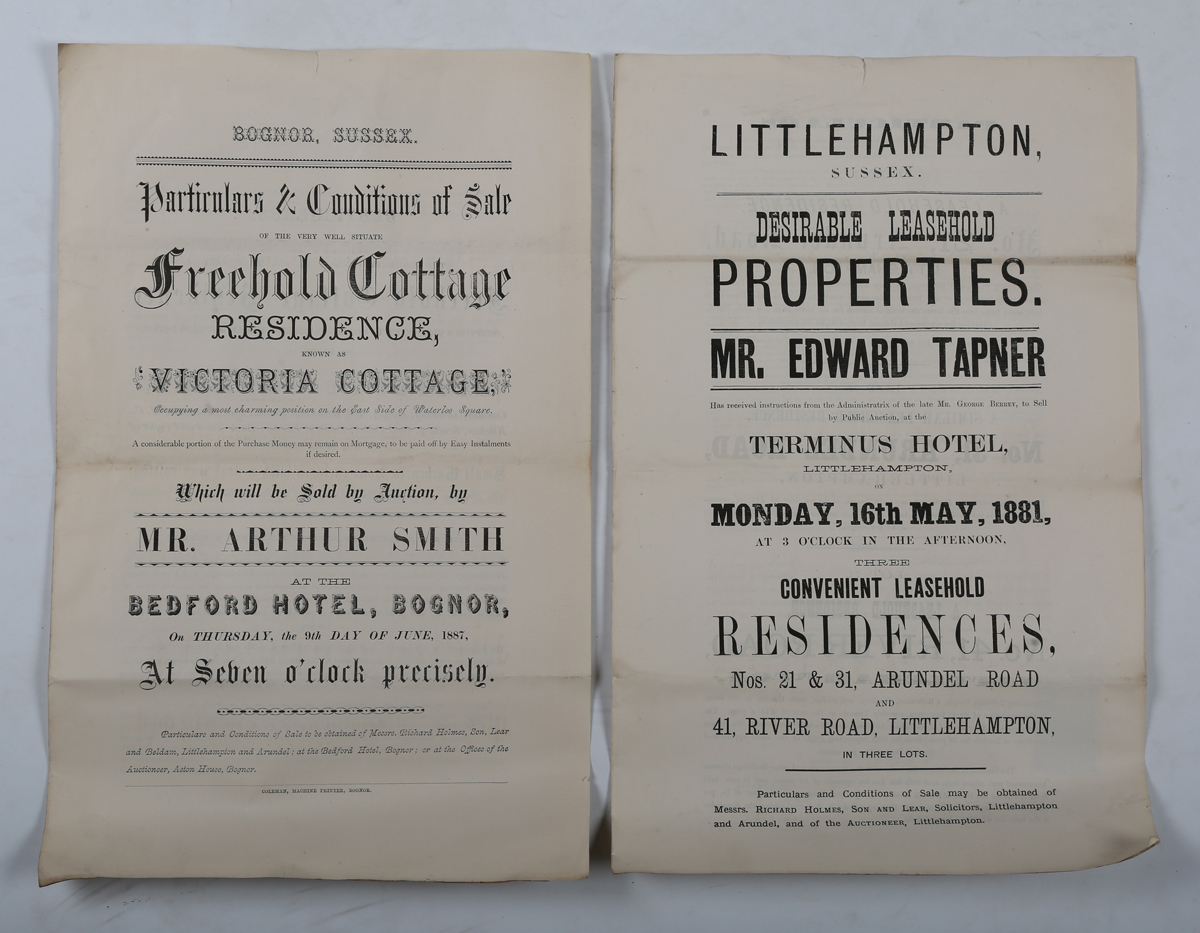 BOGNOR, SUSSEX.
Particulars & Conditions of Sale
OF THE VERY WELL SITUATE
Freehold Cottage
RESIDENCE,
KNOWN AS
'VICTORIA COTTAGE,'
Occupying a most charming position on the East Side of Waterloo Square.
A considerable portion of the Purchase Money may remain on Mortgage, to be paid off by Easy Instalments
if desired.
Which will be Sold by Auction, by
MR. ARTHUR SMITH
AT THE
BEDFORD HOTEL, BOGNOR,
On THURSDAY, the 9th DAY OF JUNE, 1887,
At Seven o'clock precisely.
Particulars and Conditions of Sale to be obtained of Messrs. Richard Holmes, Son, Lear
and Beldam, Littlehampton and Arundel; at the Bedford Hotel, Bognor; or at the Offices of the
Auctioneer, Aston House, Bognor.
COLEMAN, MACHINE PRINTER, BOGNOR.
LITTLEHAMPTON,
SUSSEX.
DESIRABLE LEASEHOLD
PROPERTIES.
MR. EDWARD TAPNER
Has received instructions from the Administratrix of the late MR. GEORGE BERREY, to Sell
by Public Auction, at the
TERMINUS HOTEL,
LITTLEHAMPTON,
ON
MONDAY, 16th MAY, 1881,
AT 3 O'CLOCK IN THE AFTERNOON,
THREE
CONVENIENT LEASEHOLD
RESIDENCES,
Nos. 21 & 31, ARUNDEL ROAD
AND
41, RIVER ROAD, LITTLEHAMPTON,
IN THREE LOTS.
Particulars and Conditions of Sale may be obtained of
Messrs. RICHARD HOLMES, SON AND LEAR, Solicitors, Littlehampton
and Arundel, and of the AUCTIONEER, Littlehampton.